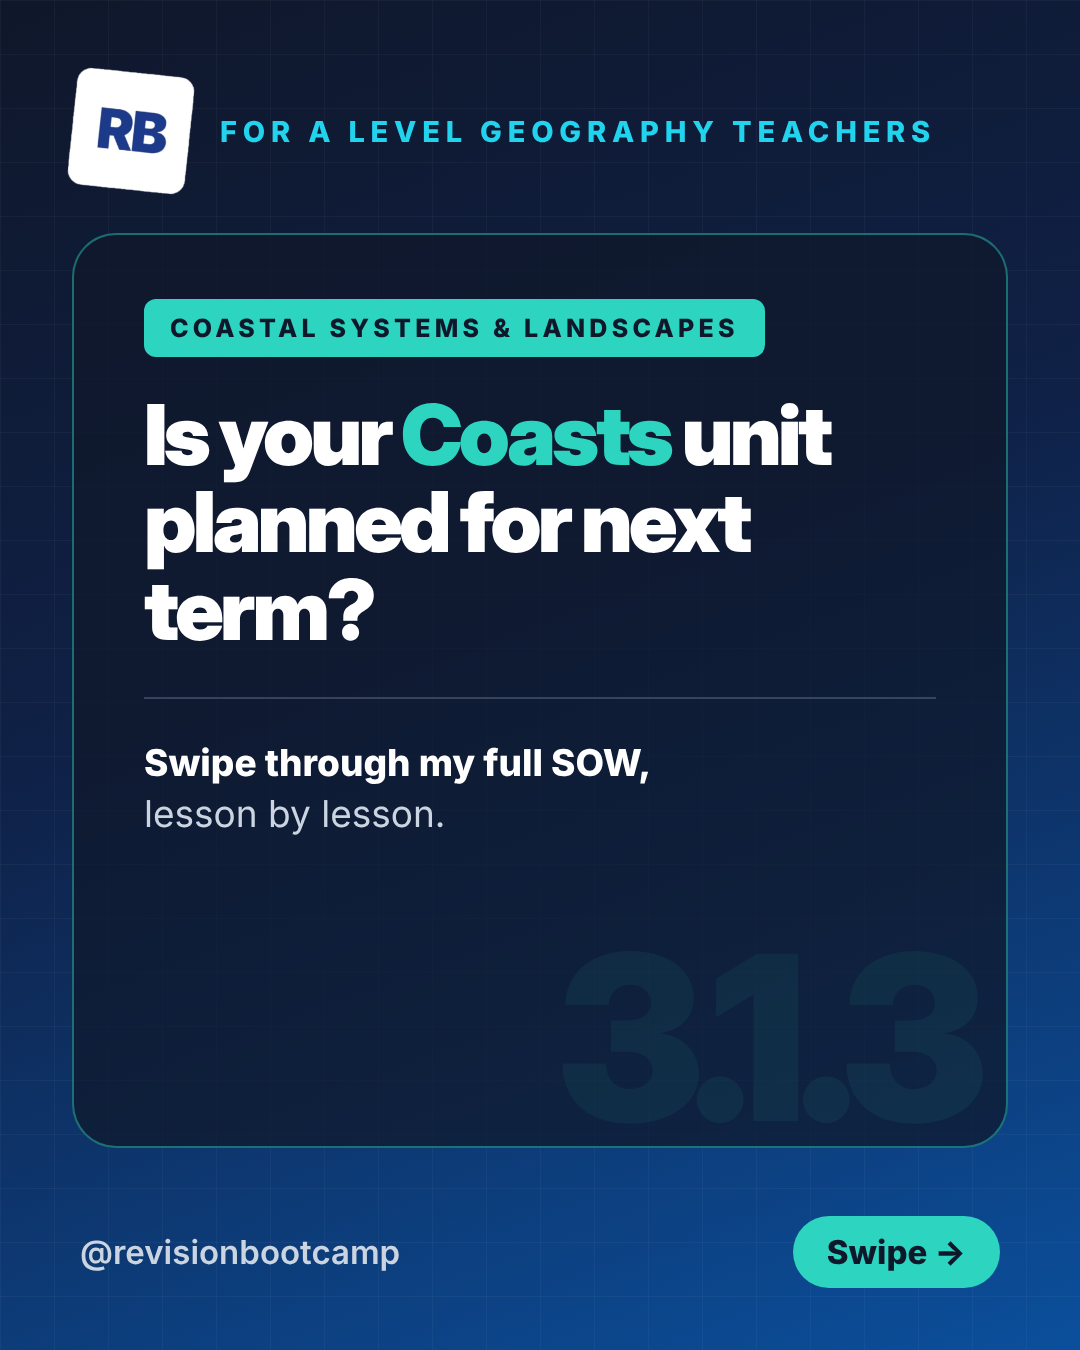 RB
FOR A LEVEL GEOGRAPHY TEACHERS
COASTAL SYSTEMS & LANDSCAPES
Is your Coasts unit
planned for next
term?
Swipe through my full SOW,
lesson by lesson.
3.1.3
@revisionbootcamp
Swipe →